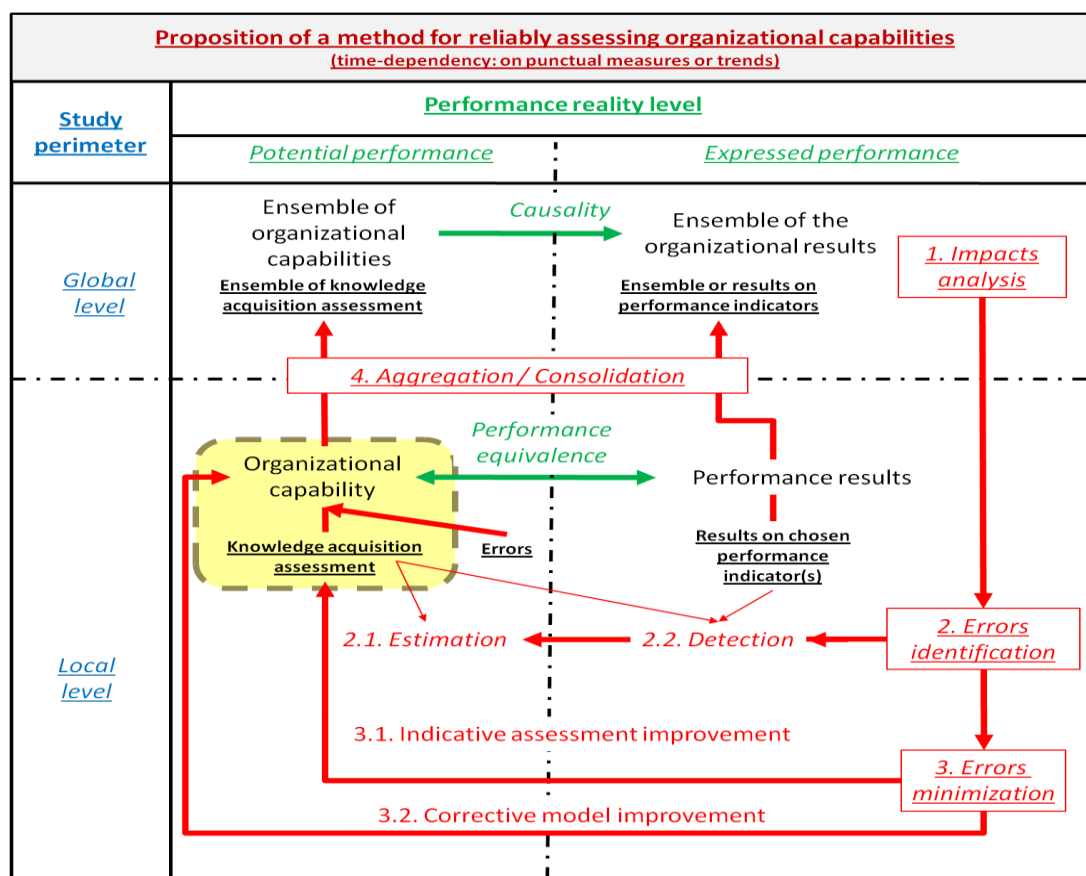 Proposition of a method for reliably assessing organizational capabilities
(time-dependency: on punctual measures or trends)
Study
perimeter
Performance reality level
Potential performance
Expressed performance
Global
level
Ensemble of
organizational
capabilities
Ensemble of knowledge
acquisition assessment
Causality
Ensemble of the
organizational results
Ensemble or results on
performance indicators
1. Impacts
analysis
4. Aggregation / Consolidation
Local
level
Organizational
capability
Knowledge acquisition
assessment
Performance
equivalence
Errors
Performance results
Results on chosen
performance
indicator(s)
2.1. Estimation
2.2. Detection
2. Errors
identification
3.1. Indicative assessment improvement
3. Errors
minimization
3.2. Corrective model improvement